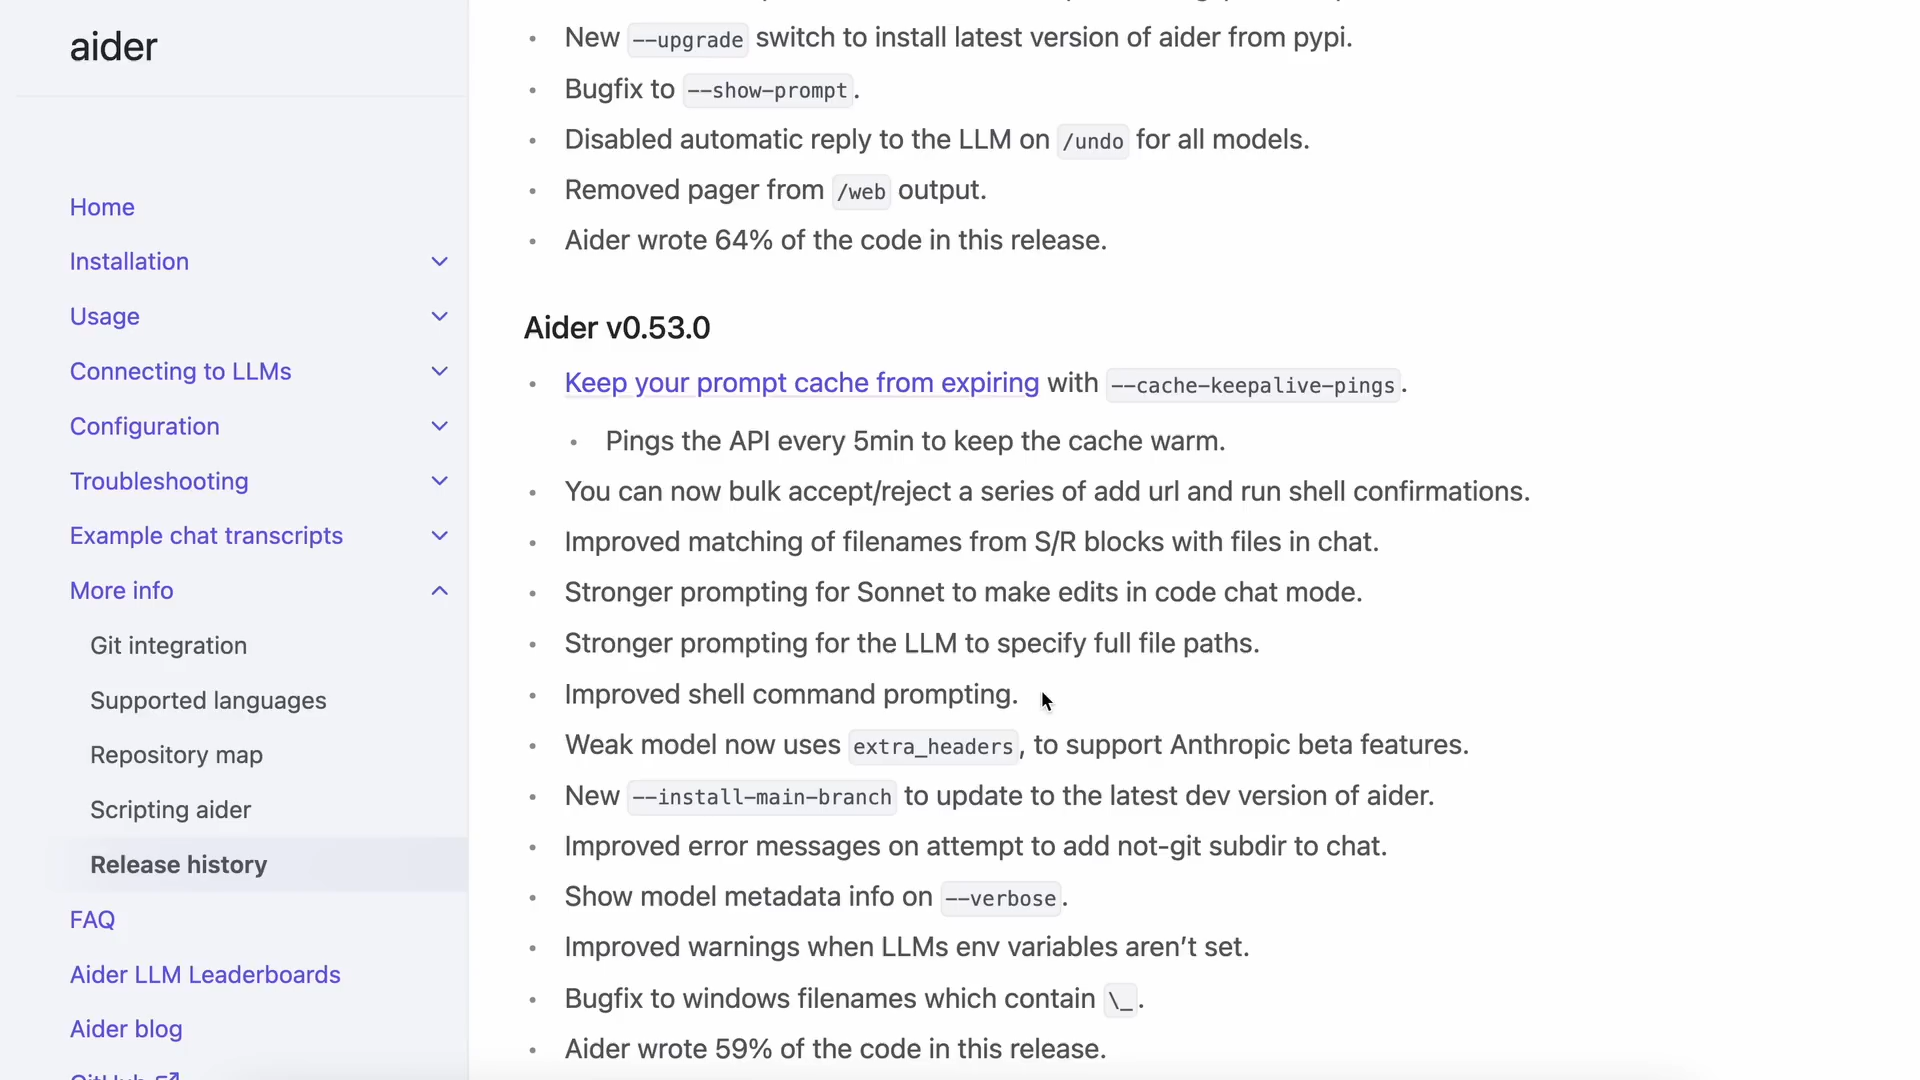 aider
Home
Installation
Usage
Connecting to LLMs
Configuration
Troubleshooting
Example chat transcripts
More info
Git integration
Supported languages
Repository map
Scripting aider
Release history
FAQ
Aider LLM Leaderboards
Aider blog
• New --upgrade switch to install latest version of aider from pypi.
• Bugfix to --show-prompt.
• Disabled automatic reply to the LLM on /undo for all models.
• Removed pager from /web output.
• Aider wrote 64% of the code in this release.
Aider v0.53.0
• Keep your prompt cache from expiring with --cache-keepalive-pings.
• Pings the API every 5min to keep the cache warm.
• You can now bulk accept/reject a series of add url and run shell confirmations.
• Improved matching of filenames from S/R blocks with files in chat.
• Stronger prompting for Sonnet to make edits in code chat mode.
• Stronger prompting for the LLM to specify full file paths.
• Improved shell command prompting.
• Weak model now uses extra_headers, to support Anthropic beta features.
• New --install-main-branch to update to the latest dev version of aider.
• Improved error messages on attempt to add not-git subdir to chat.
• Show model metadata info on --verbose.
• Improved warnings when LLMs env variables aren’t set.
• Bugfix to windows filenames which contain \_.
• Aider wrote 59% of the code in this release.